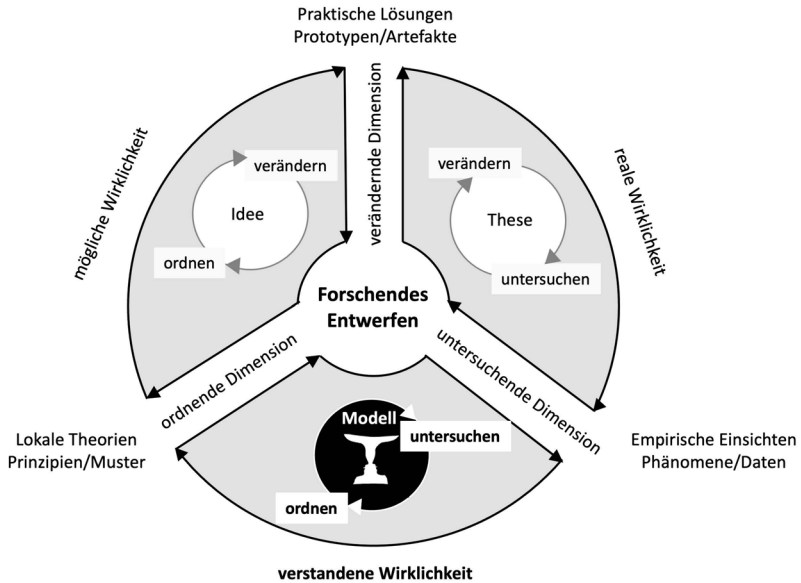 Praktische Lösungen
Prototypen/Artefakte
verändernde Dimension
mögliche Wirklichkeit
reale Wirklichkeit
verändern
Idee
ordnen
verändern
These
untersuchen
Forschendes
Entwerfen
ordnende Dimension
untersuchende Dimension
Lokale Theorien
Prinzipien/Muster
Modell
untersuchen
ordnen
Empirische Einsichten
Phänomene/Daten
verstandene Wirklichkeit